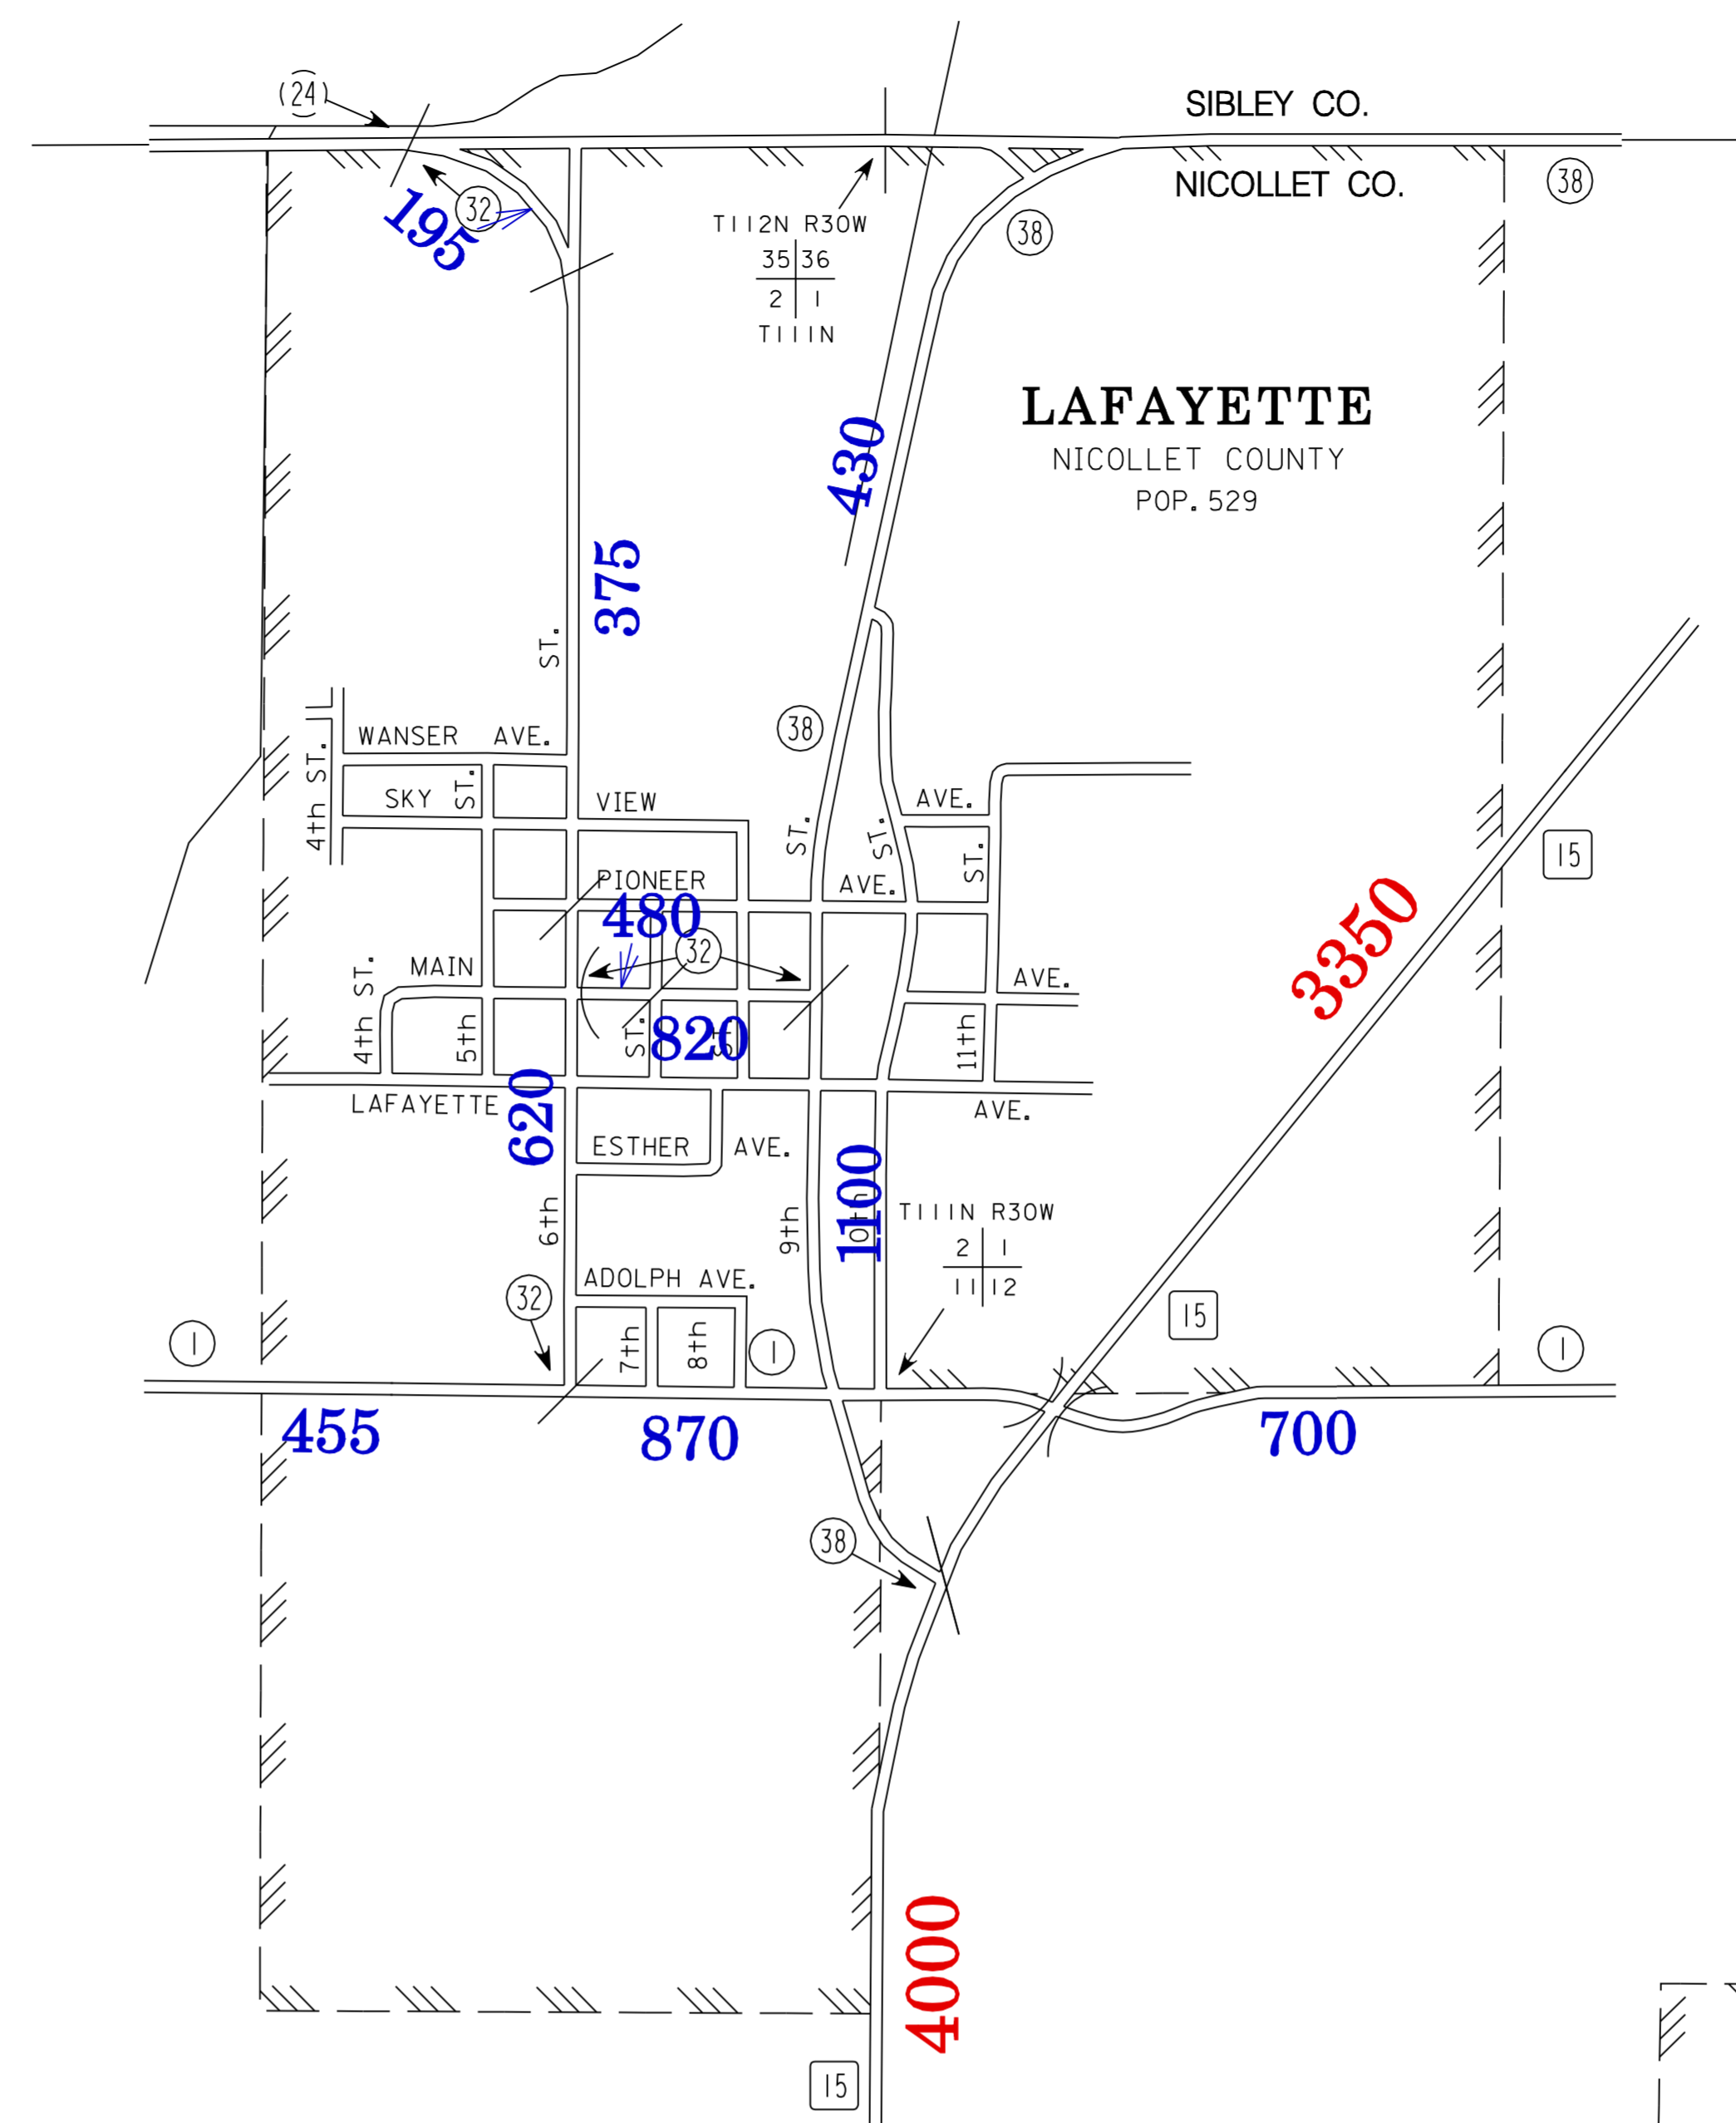 (24)
SIBLEY CO.
NICOLLET CO.
38
32
195
T112N R30W
35 36
2 1
T111N
38
LAFAYETTE
NICOLLET COUNTY
POP. 529
430
375
ST.
38
WANSER AVE.
4th ST.
SKY ST. VIEW
AVE.
ST.
ST.
ST.
15
PIONEER AVE.
480
3350
32
MAIN AVE.
4th ST.
5th
ST.
820
ST.
11th
LAFAYETTE AVE.
620
ESTHER AVE.
1100
6th
9th
T111N R30W
2 1
11 12
ADOLPH AVE.
32
7th
8th
1
1
15
1
455
870
700
38
4000
15